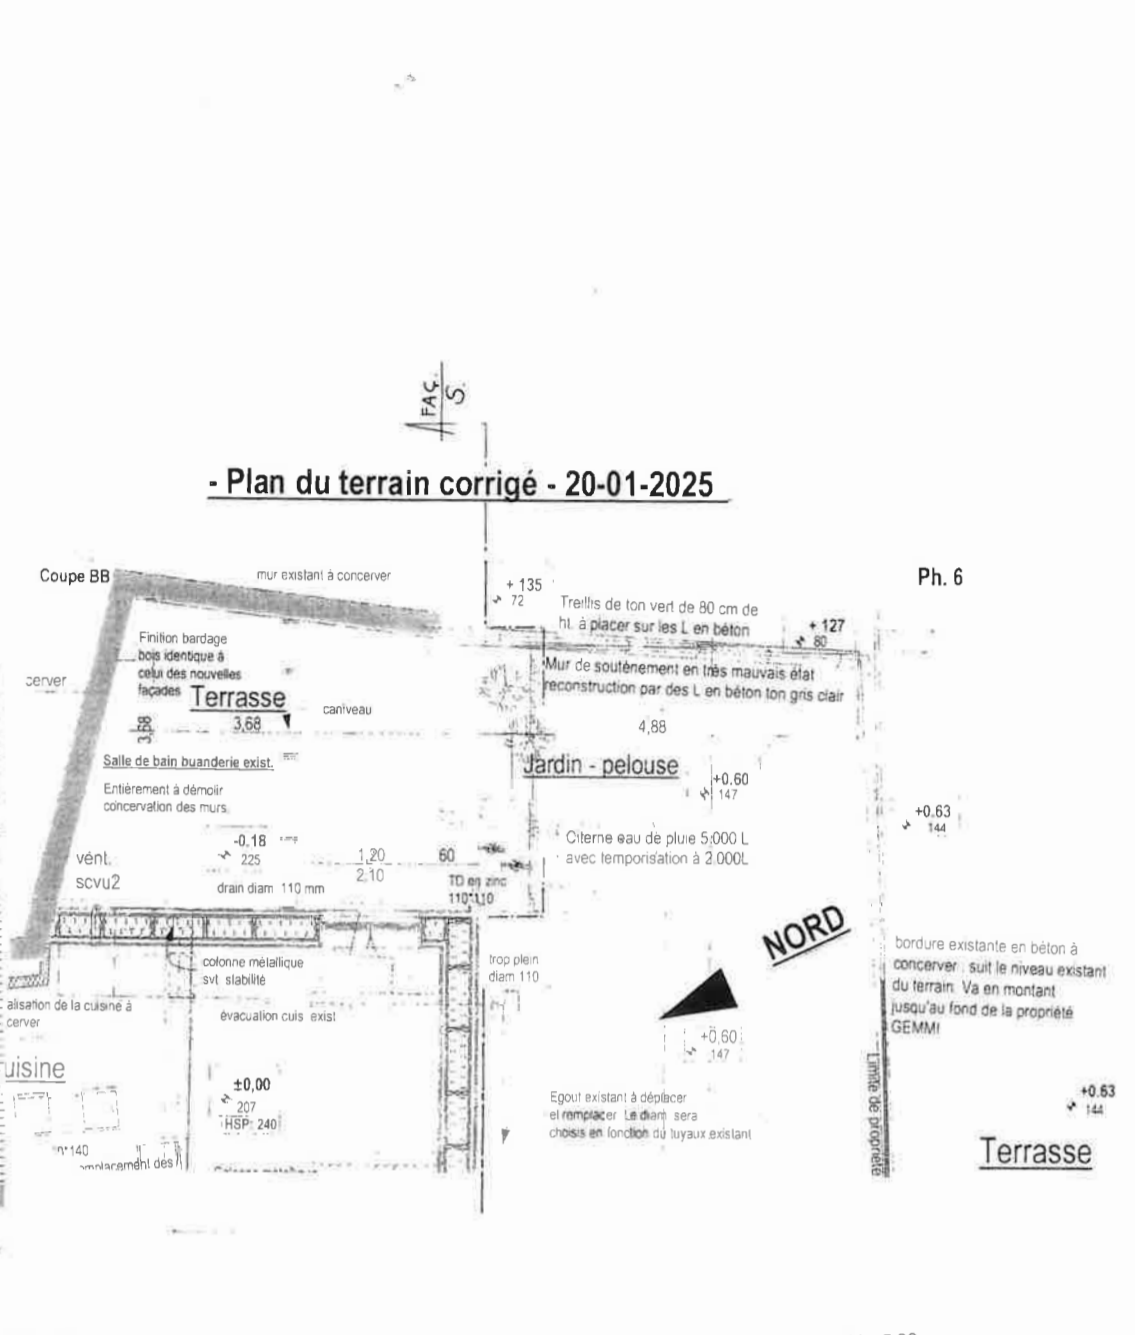 FAÇ.
S.
- Plan du terrain corrigé - 20-01-2025
Coupe BB
mur existant à concerver
+ 135
72
Treillis de ton vert de 80 cm de
ht. à placer sur les L en béton
+ 127
80
Ph. 6
Finition bardage
bois identique à
celui des nouvelles
façades
Terrasse
cerver
3,68
3,68
caniveau
Mur de soutènement en très mauvais état
reconstruction par des L en béton ton gris clair
4,88
Salle de bain buanderie exist.
Jardin - pelouse
Entièrement à démolir
concervation des murs
+0.60
147
+0.63
144
-0.18
225
vént.
scvu2
1,20
2,10
60
Citerne eau de pluie 5.000 L
avec temporisation à 2.000L
drain diam 110 mm
TD en zinc
110*110
NORD
colonne métallique
svt stabilité
trop plein
diam 110
bordure existante en béton à
concerver : suit le niveau existant
du terrain. Va en montant
jusqu'au fond de la propriété
GEMMI
alisation de la cuisine à
cerver
évacuation cuis exist
+0,60
147
uisine
±0,00
207
HSP: 240
Egout existant à déplacer
et remplacer Le diam sera
choisis en fonction du tuyaux existant
Limite de propriété
+0.63
144
Terrasse
n°140
mplacement des